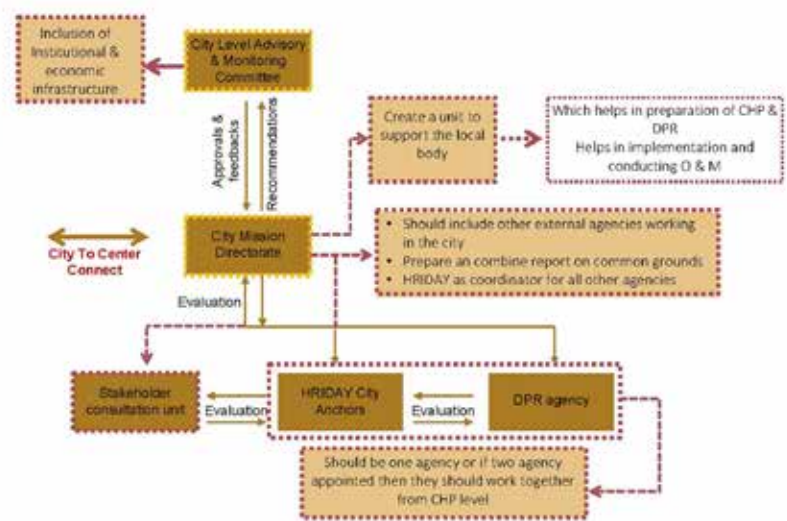 Inclusion of
Institutional &
economic
infrastructure
City Level Advisory
& Monitoring
Committee
Approvals &
feedbacks
Recommendations
Create a unit to
support the local
body
Which helps in preparation of CHP &
DPR
Helps in implementation and
conducting O & M
City To Center
Connect
City Mission
Directorate
• Should include other external agencies working
in the city
• Prepare an combine report on common grounds
• HRIDAY as coordinator for all other agencies
Evaluation
Stakeholder
consultation unit
Evaluation
HRIDAY City
Anchors
Evaluation
DPR agency
Should be one agency or if two agency
appointed then they should work together
from CHP level